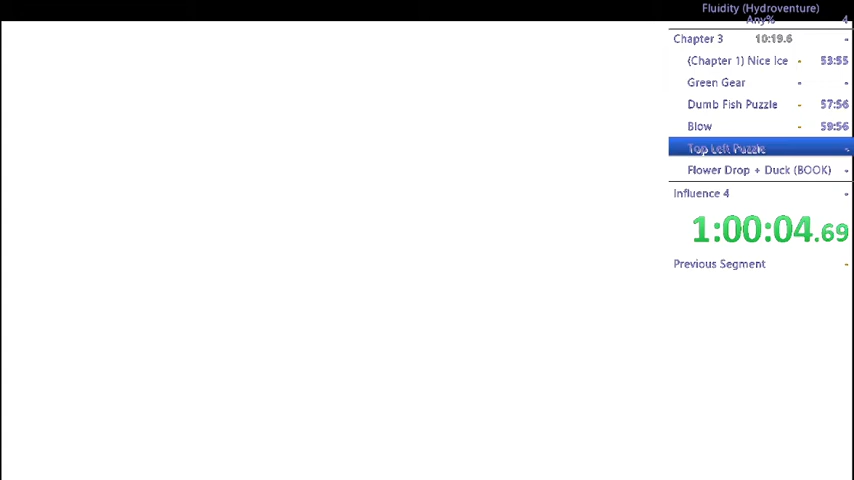 Fluidity (Hydroventure)
Any% 4
Chapter 3 10:19.6 -
(Chapter 1) Nice Ice - 53:55
Green Gear - -
Dumb Fish Puzzle - 57:56
Blow - 59:56
Top Left Puzzle -
Flower Drop + Duck (BOOK) -
Influence 4 -
1:00:04.69
Previous Segment -